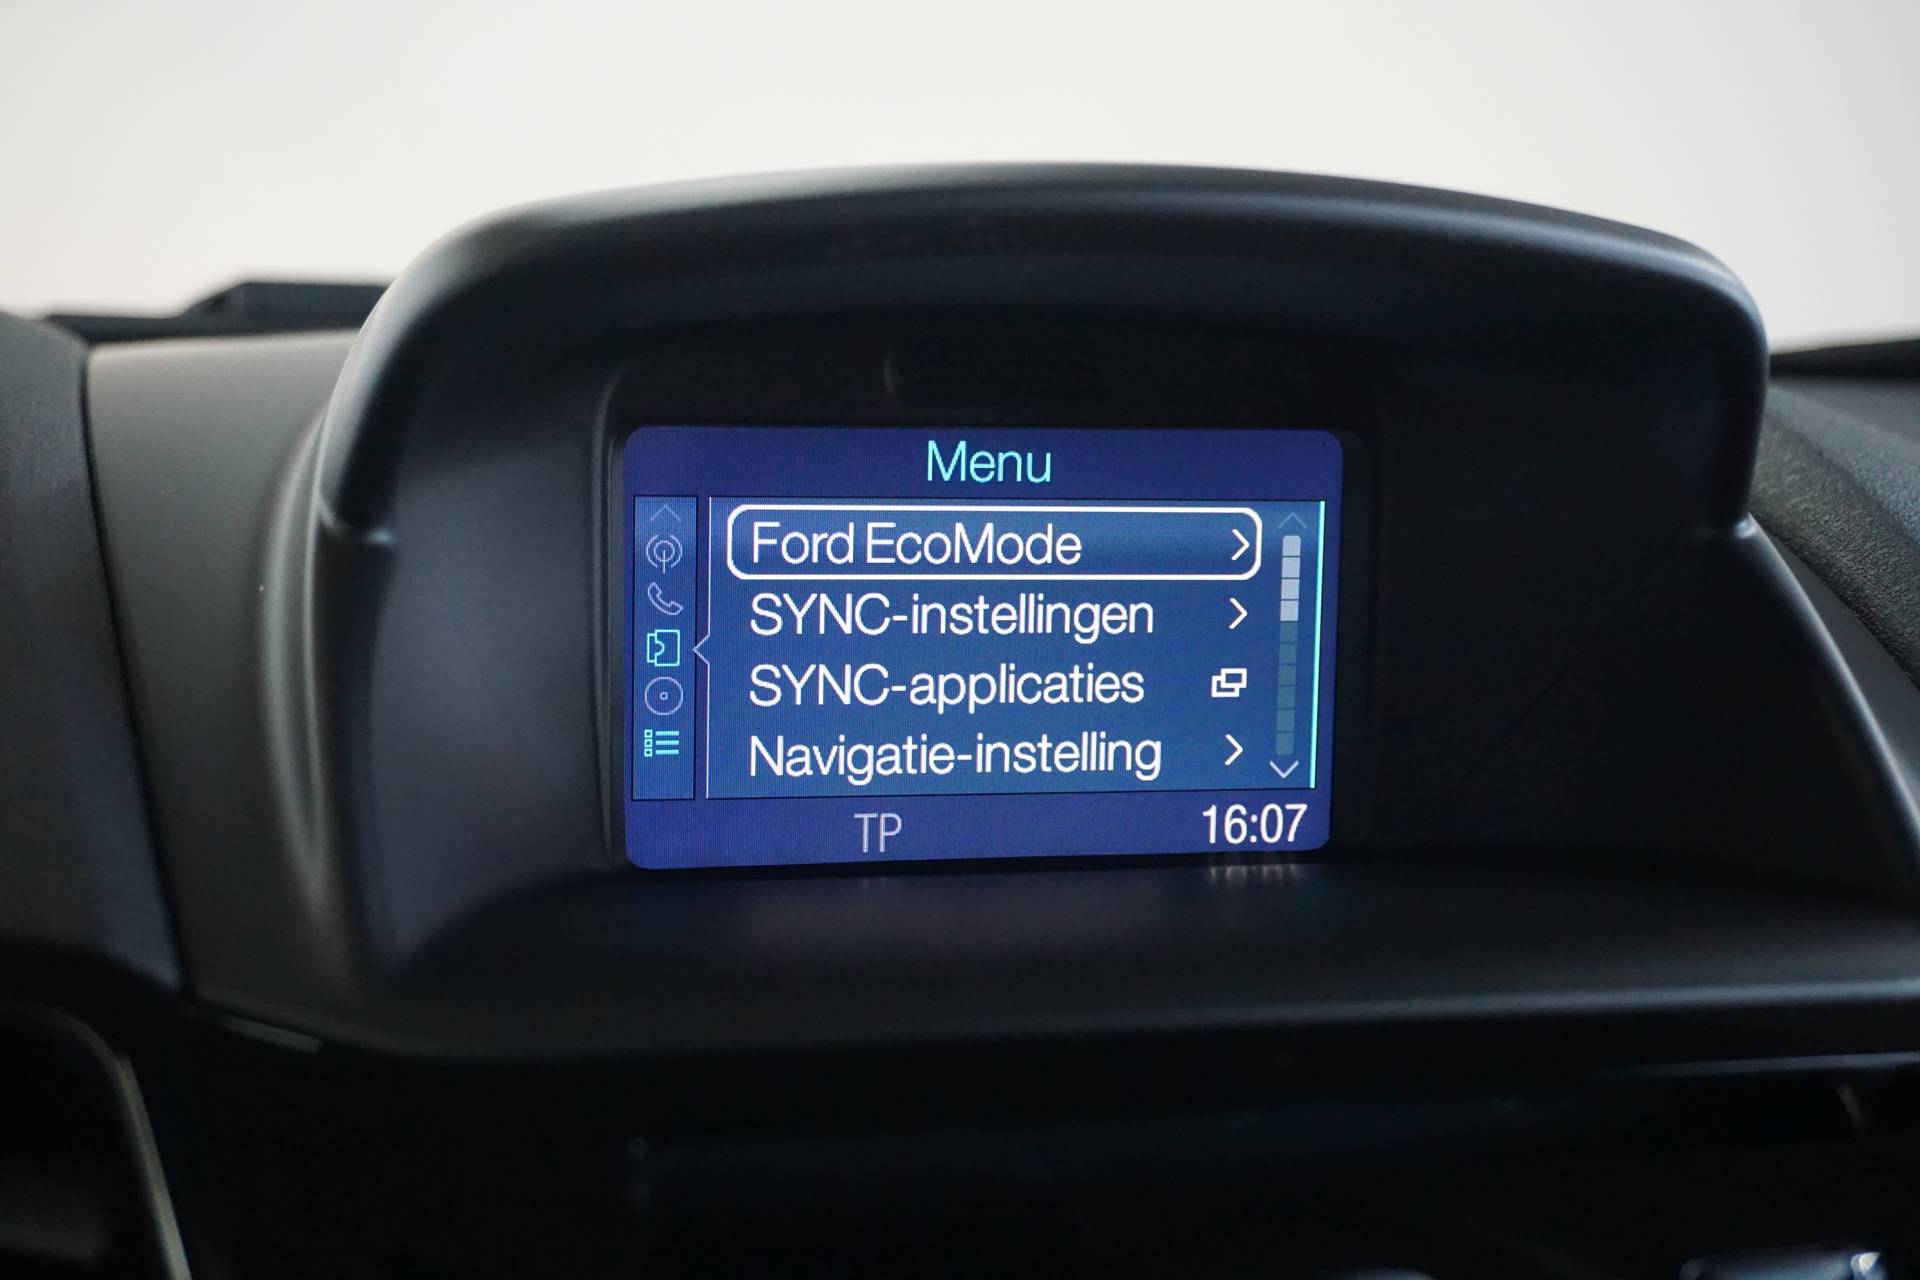 Menu
Ford EcoMode
SYNC-instellingen
SYNC-applicaties
Navigatie-instelling
TP 16:07